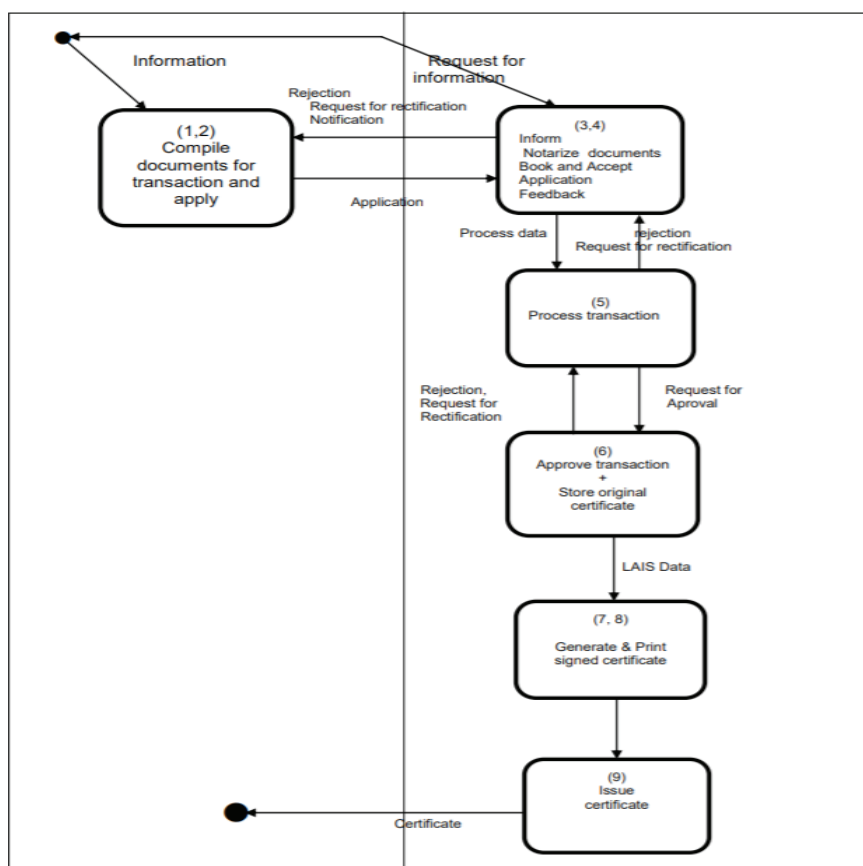 Information
Request for
information
Rejection
Request for rectification
Notification
(1,2)
Compile
documents for
transaction and
apply
(3,4)
Inform
Notarize documents
Book and Accept
Application
Feedback
Application
Process data
rejection
Request for rectification
(5)
Process transaction
Rejection,
Request for
Rectification
Request for
Aproval
(6)
Approve transaction
+
Store original
certificate
LAIS Data
(7, 8)
Generate & Print
signed certificate
(9)
Issue
certificate
Certificate